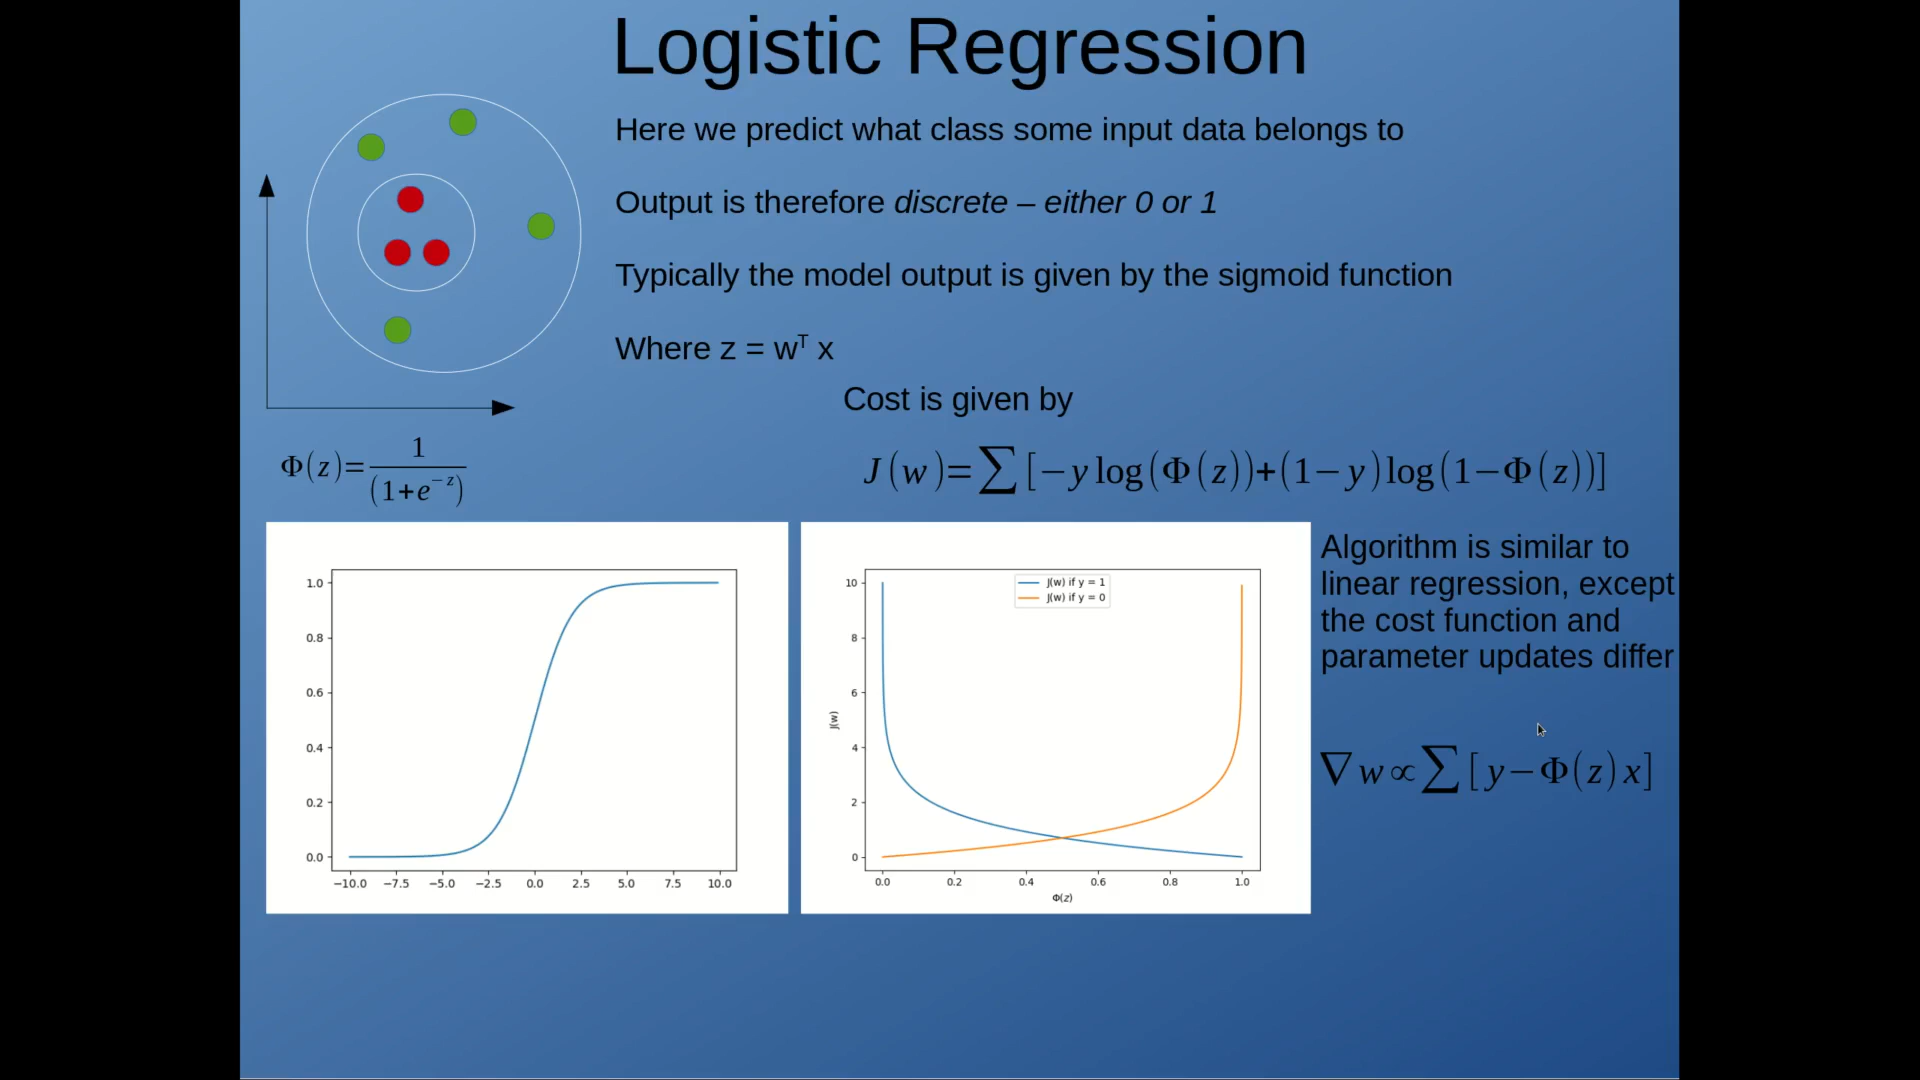 Logistic Regression
Here we predict what class some input data belongs to
Output is therefore discrete – either 0 or 1
Typically the model output is given by the sigmoid function
Where z = wᵀ x
Cost is given by
Φ(z)=1/(1+e^−z)
J(w)=∑[−y log(Φ(z))+(1−y)log(1−Φ(z))]
1.0
0.8
0.6
0.4
0.2
0.0
−10.0 −7.5 −5.0 −2.5 0.0 2.5 5.0 7.5 10.0
J(w) if y = 1
J(w) if y = 0
10
8
6
4
2
0
J(w)
0.0 0.2 0.4 0.6 0.8 1.0
Φ(z)
Algorithm is similar to
linear regression, except
the cost function and
parameter updates differ
∇w∝∑[y−Φ(z)x]